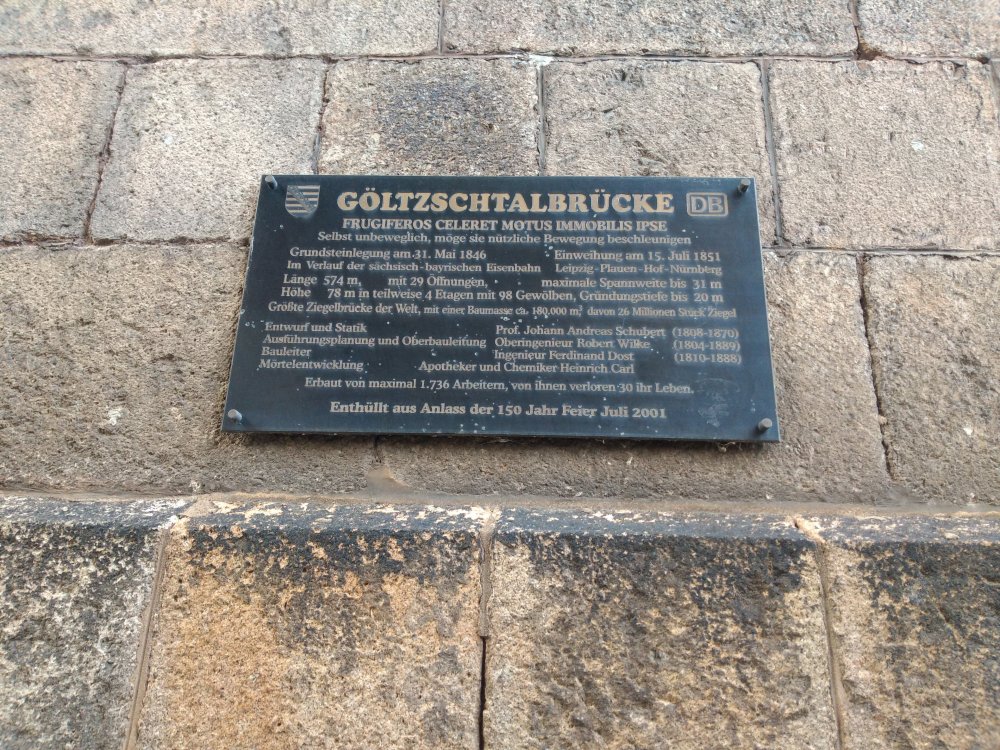 GÖLTZSCHTALBRÜCKE DB
FRUGIFEROS CELERET MOTUS IMMOBILIS IPSE
Selbst unbeweglich, möge sie nützliche Bewegung beschleunigen
Grundsteinlegung am 31. Mai 1846 Einweihung am 15. Juli 1851
Im Verlauf der sächsisch-bayrischen Eisenbahn Leipzig-Plauen-Hof-Nürnberg
Länge 574 m, mit 29 Öffnungen, maximale Spannweite bis 31 m
Höhe 78 m in teilweise 4 Etagen mit 98 Gewölben, Gründungstiefe bis 20 m
Größte Ziegelbrücke der Welt, mit einer Baumasse ca. 180.000 m³ davon 26 Millionen Stück Ziegel
Entwurf und Statik Prof. Johann Andreas Schubert (1808-1870)
Ausführungsplanung und Oberbauleitung Oberingenieur Robert Wilke (1804-1889)
Bauleiter Ingenieur Ferdinand Dost (1810-1888)
Mörtelentwicklung Apotheker und Chemiker Heinrich Carl
Erbaut von maximal 1.736 Arbeitern, von ihnen verloren 30 ihr Leben.
Enthüllt aus Anlass der 150 Jahr Feier Juli 2001